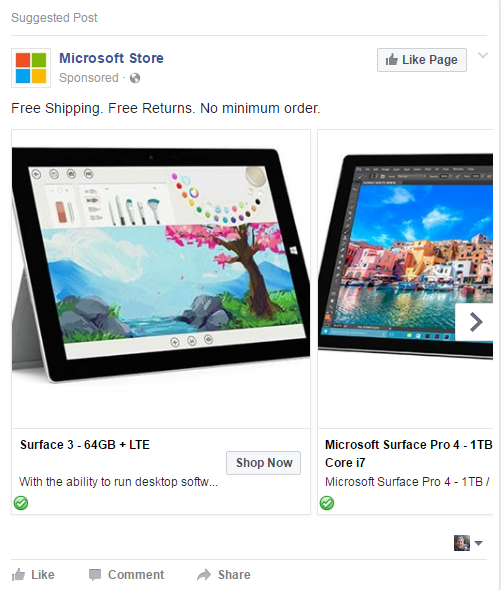 Suggested Post
Microsoft Store
Sponsored ·
Like Page
Free Shipping. Free Returns. No minimum order.
Surface 3 - 64GB + LTE
Shop Now
With the ability to run desktop softw...
Microsoft Surface Pro 4 - 1TB
Core i7
Microsoft Surface Pro 4 - 1TB /
Like
Comment
Share